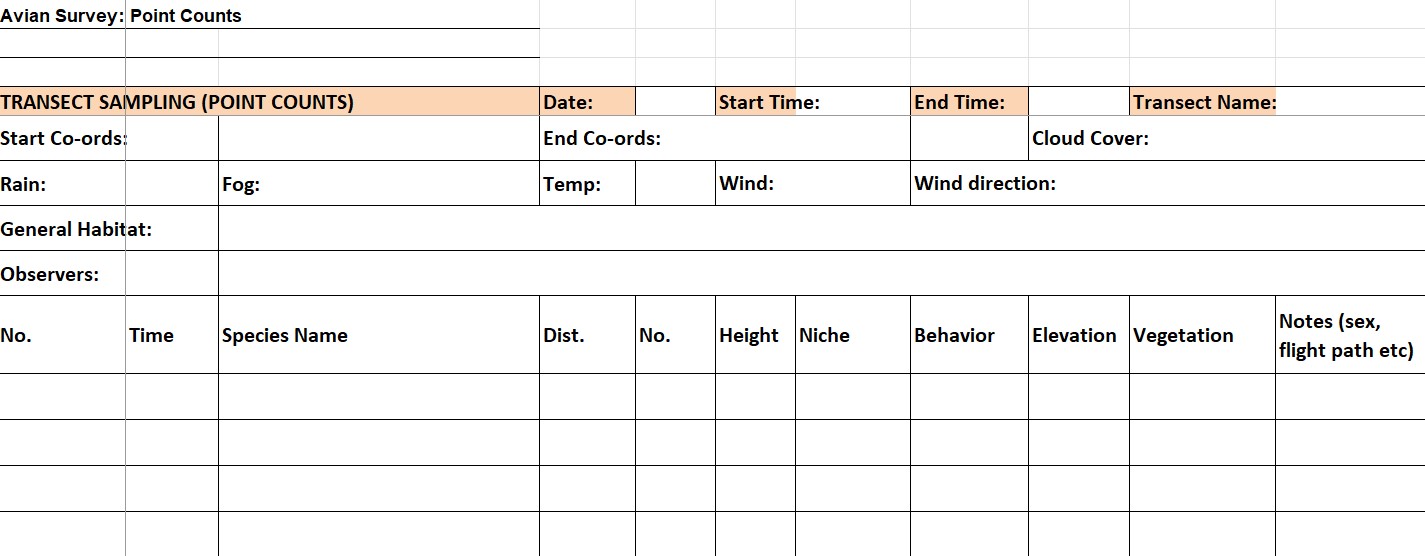 Avian Survey: Point Counts
TRANSECT SAMPLING (POINT COUNTS) Date: Start Time: End Time: Transect Name:
Start Co-ords: End Co-ords: Cloud Cover:
Rain: Fog: Temp: Wind: Wind direction:
General Habitat:
Observers:
No. Time Species Name Dist. No. Height Niche Behavior Elevation Vegetation Notes (sex,
flight path etc)